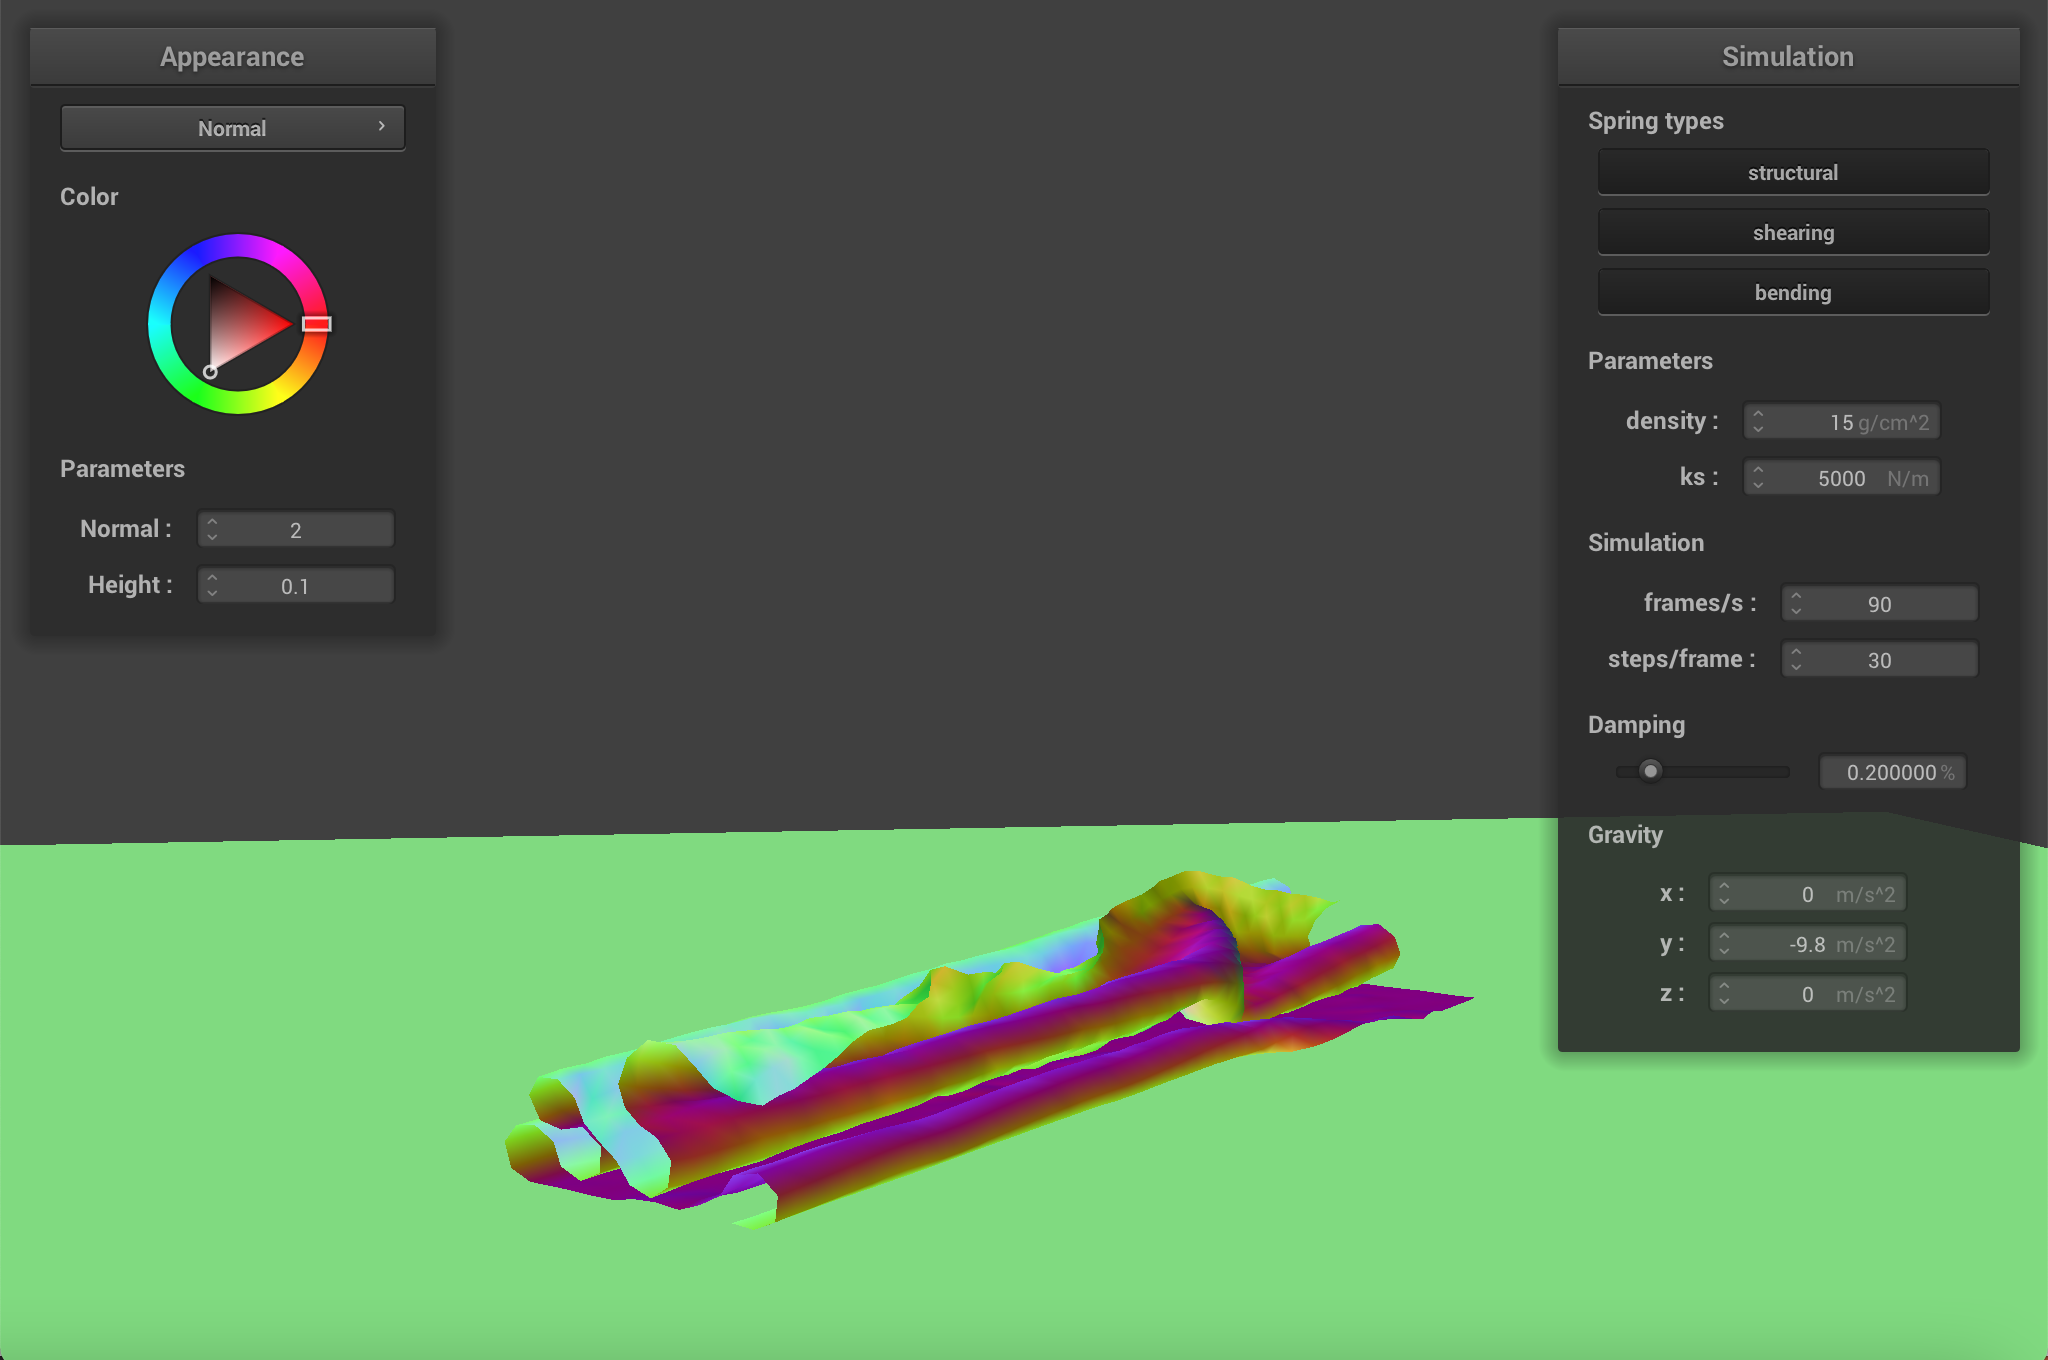 Appearance
Normal
Color
Parameters
Normal : 2
Height : 0.1
Simulation
Spring types
structural
shearing
bending
Parameters
density : 15 g/cm^2
ks : 5000 N/m
Simulation
frames/s : 90
steps/frame : 30
Damping
0.200000 %
Gravity
x : 0 m/s^2
y : -9.8 m/s^2
z : 0 m/s^2